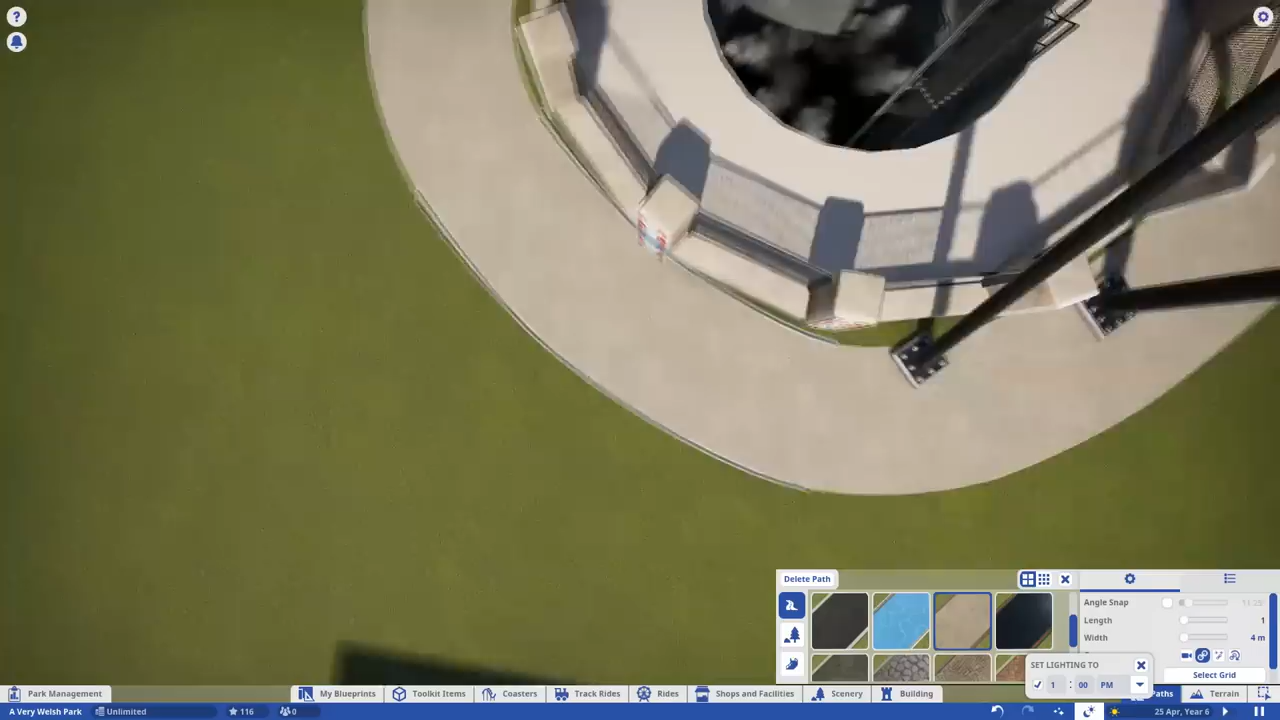 Delete Path
Angle Snap
11.25°
Length
1
Width
4 m
SET LIGHTING TO
1 : 00 PM
Select Grid
Park Management
My Blueprints
Toolkit Items
Coasters
Track Rides
Rides
Shops and Facilities
Scenery
Building
Paths
Terrain
A Very Welsh Park
Unlimited
116
0
25 Apr, Year 6